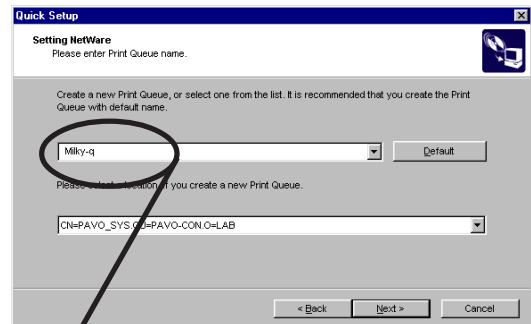 Quick Setup
Setting NetWare
Please enter Print Queue name.
Create a new Print Queue, or select one from the list. It is recommended that you create the Print
Queue with default name.
Milky-q
Default
Please select a location if you create a new Print Queue.
CN=PAVO_SYS.OU=PAVO-CON.O=LAB
< Back
Next >
Cancel